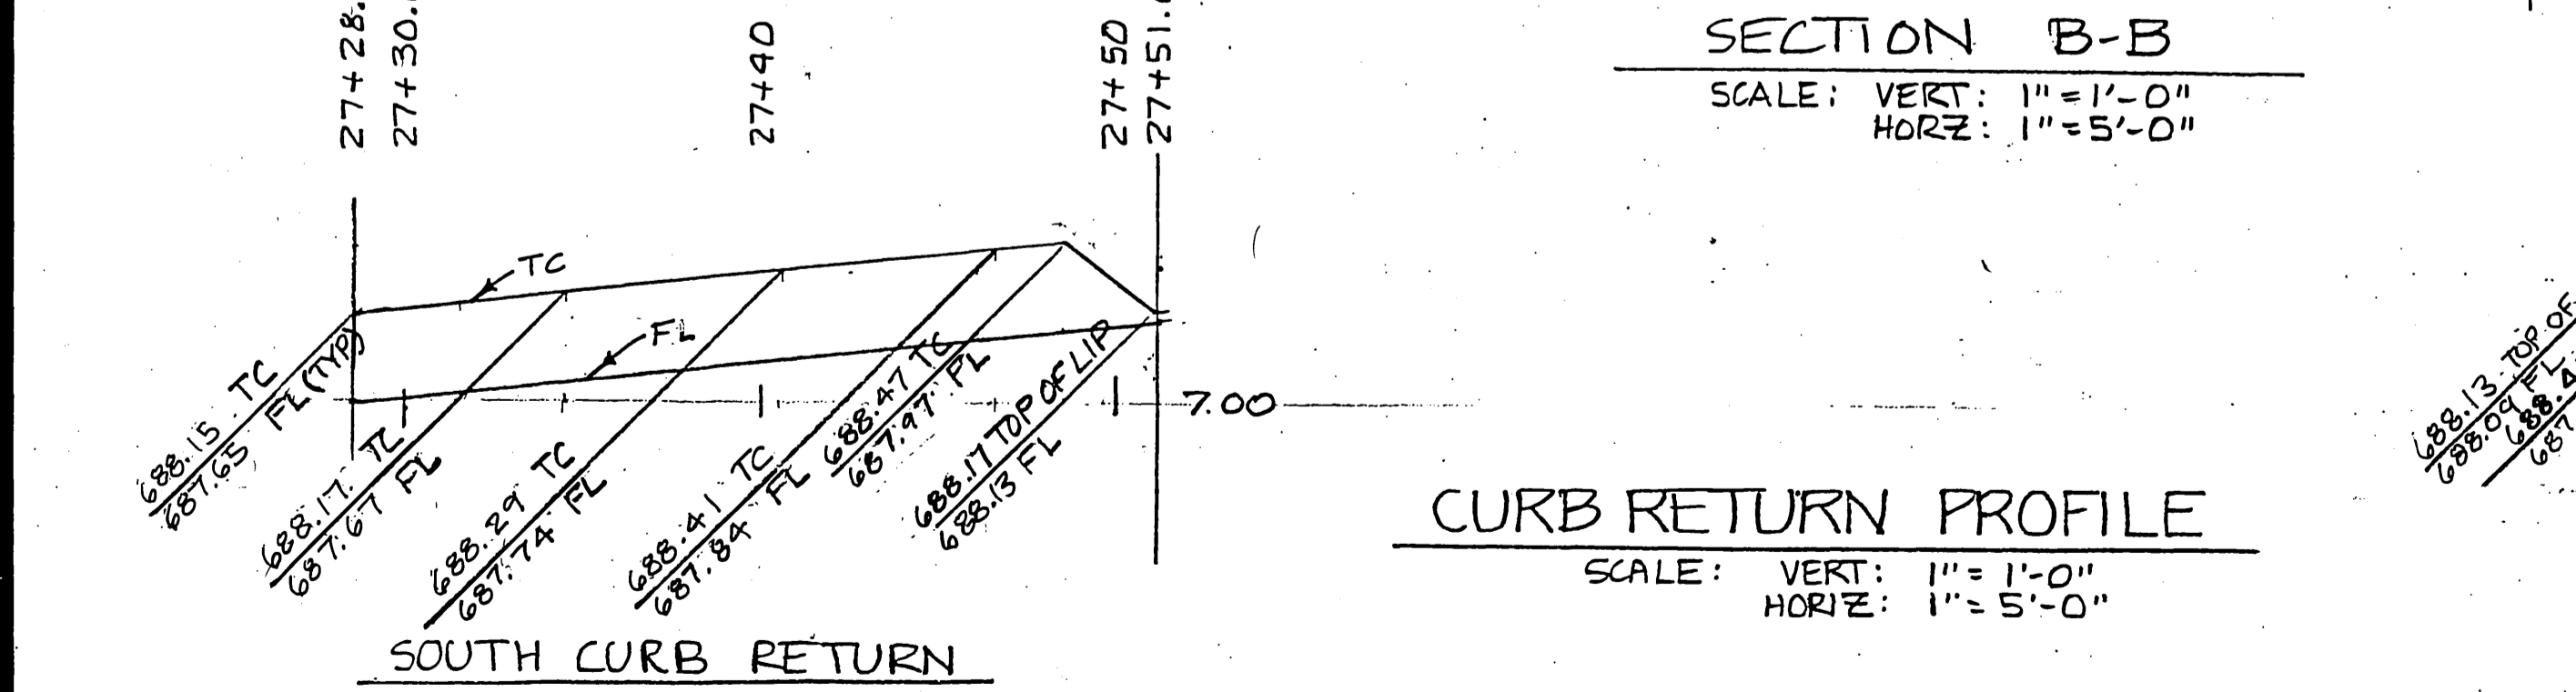 27+28.
27+30.
27+40
27+50
27+51.
SECTION B-B
SCALE: VERT: 1" = 1'-0"
HORZ: 1" = 5'-0"
TC
FL
7.00
688.15 TC
687.65 FL (TYP)
688.17 TC
687.67 FL
688.29 TC
687.74 FL
688.41 TC
687.84 FL
688.47 TC
687.97 FL
688.17 TOP OF LIP
688.13 FL
688.13 TOP OF
688.09 FL
688.4
687
CURB RETURN PROFILE
SCALE: VERT: 1" = 1'-0"
HORIZ: 1" = 5'-0"
SOUTH CURB RETURN